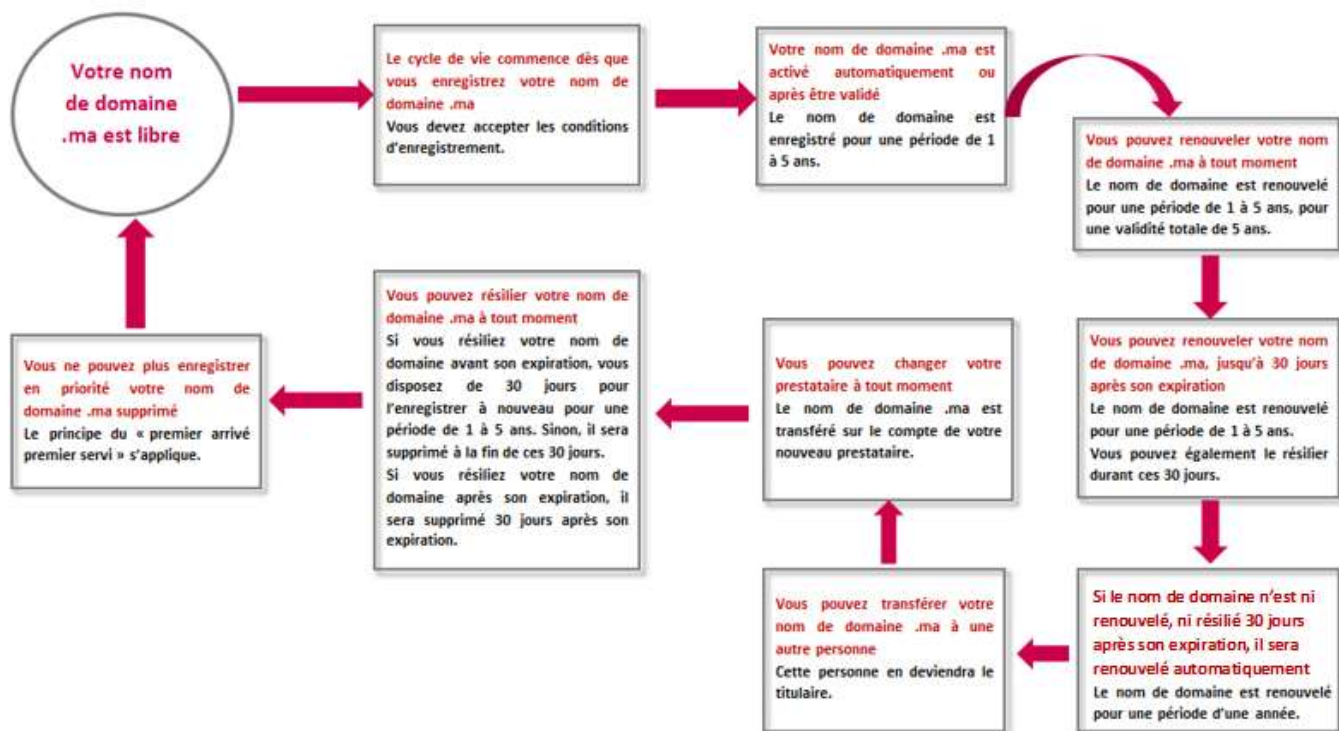 Votre nom
de domaine
.ma est libre
Le cycle de vie commence dès que
vous enregistrez votre nom de
domaine .ma
Vous devez accepter les conditions
d'enregistrement.
Votre nom de domaine .ma est
activé automatiquement ou
après être validé
Le nom de domaine est
enregistré pour une période de 1
à 5 ans.
Vous pouvez renouveler votre nom
de domaine .ma à tout moment
Le nom de domaine est renouvelé
pour une période de 1 à 5 ans, pour
une validité totale de 5 ans.
Vous pouvez renouveler votre nom
de domaine .ma, jusqu'à 30 jours
après son expiration
Le nom de domaine est renouvelé
pour une période de 1 à 5 ans.
Vous pouvez également le résilier
durant ces 30 jours.
Si le nom de domaine n'est ni
renouvelé, ni résilié 30 jours
après son expiration, il sera
renouvelé automatiquement
Le nom de domaine est renouvelé
pour une période d'une année.
Vous pouvez transférer votre
nom de domaine .ma à une
autre personne
Cette personne en deviendra le
titulaire.
Vous pouvez changer votre
prestataire à tout moment
Le nom de domaine .ma est
transféré sur le compte de votre
nouveau prestataire.
Vous pouvez résilier votre nom de
domaine .ma à tout moment
Si vous résiliez votre nom de
domaine avant son expiration, vous
disposez de 30 jours pour
l'enregistrer à nouveau pour une
période de 1 à 5 ans. Sinon, il sera
supprimé à la fin de ces 30 jours.
Si vous résiliez votre nom de
domaine après son expiration, il
sera supprimé 30 jours après son
expiration.
Vous ne pouvez plus enregistrer
en priorité votre nom de
domaine .ma supprimé
Le principe du « premier arrivé
premier servi » s'applique.